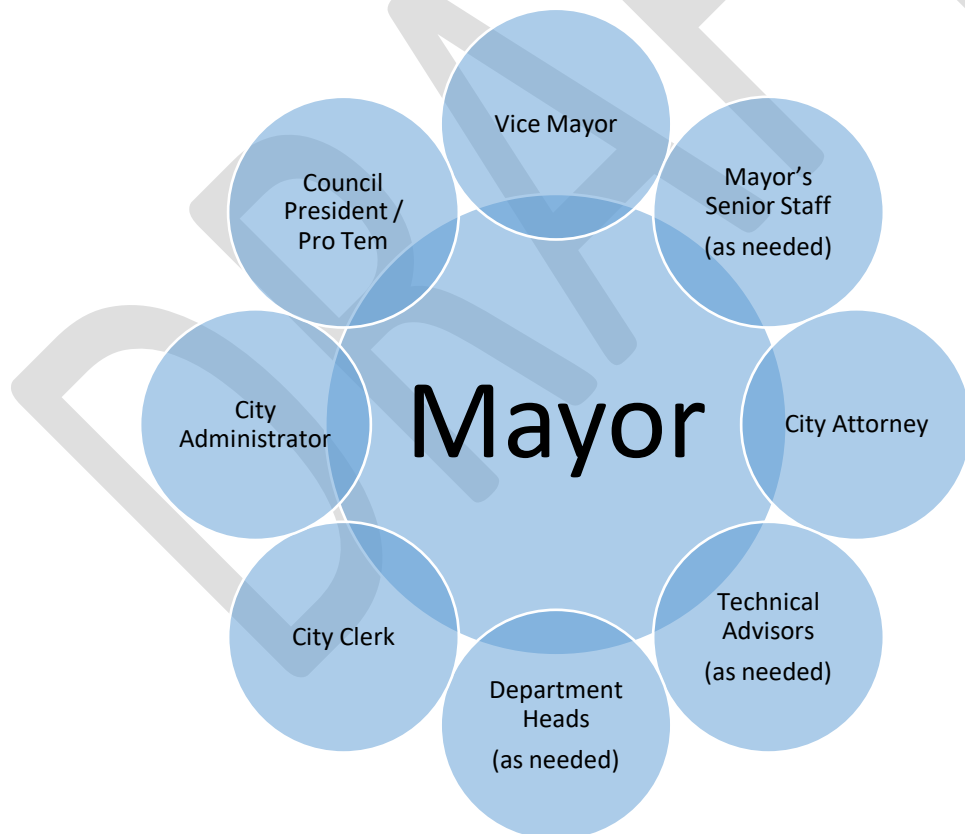 DRAFT
Vice Mayor
Mayor’s
Senior Staff
(as needed)
Council
President /
Pro Tem
City
Administrator
Mayor
City Attorney
City Clerk
Technical
Advisors
(as needed)
Department
Heads
(as needed)